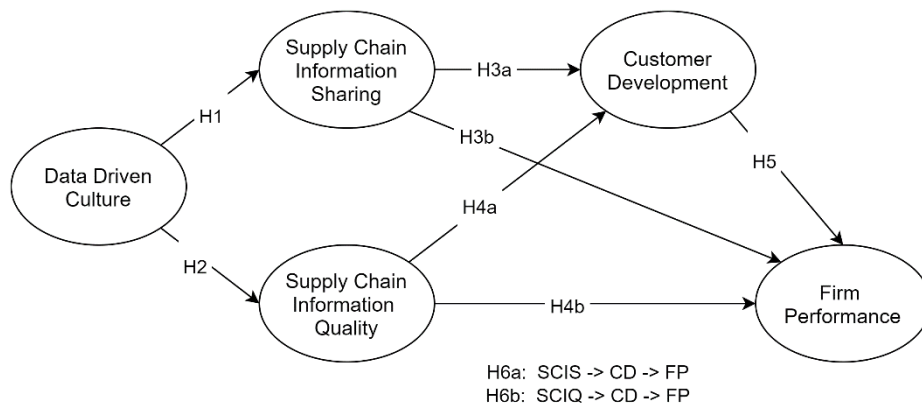 Supply Chain
Information
Sharing
Customer
Development
H3a
H1
H3b
Data Driven
Culture
H5
H4a
H2
Supply Chain
Information
Quality
H4b
Firm
Performance
H6a: SCIS -> CD -> FP
H6b: SCIQ -> CD -> FP